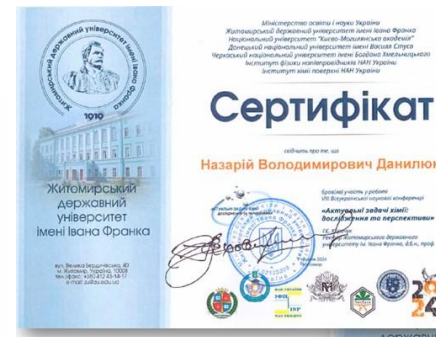 Міністерство освіти і науки України
Житомирський державний університет імені Івана Франка
Національний університет "Києво-Могилянська академія"
Донецький національний університет імені Василя Стуса
Черкаський національний університет імені Богдана Хмельницького
Інститут фізики напівпровідників НАН України
Інститут хімії поверхні НАН України
Сертифікат
свідчить про те, що
Назарій Володимирович Данилюк
брав(ла) участь у роботі
VIII Всеукраїнської наукової конференції
«Актуальні задачі хімії:
дослідження та перспективи»
Житомирський державний університет імені Івана Франка
1919
Житомирський
державний
університет
імені Івана Франка
вул. Велика Бердичівська, 40
м. Житомир, Україна, 10008